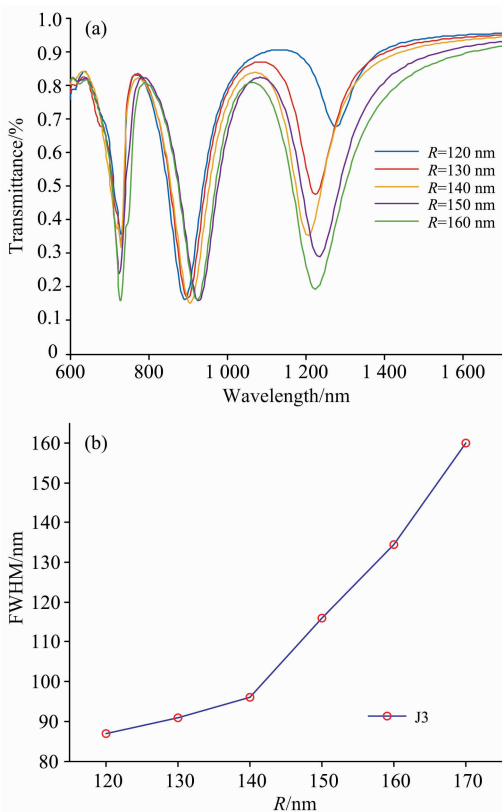 (a)
Transmittance/%
1.0
0.9
0.8
0.7
0.6
0.5
0.4
0.3
0.2
0.1
0
R=120 nm
R=130 nm
R=140 nm
R=150 nm
R=160 nm
600 800 1 000 1 200 1 400 1 600
Wavelength/nm
(b)
FWHM/nm
160
150
140
130
120
110
100
90
80
J3
120 130 140 150 160 170
R/nm